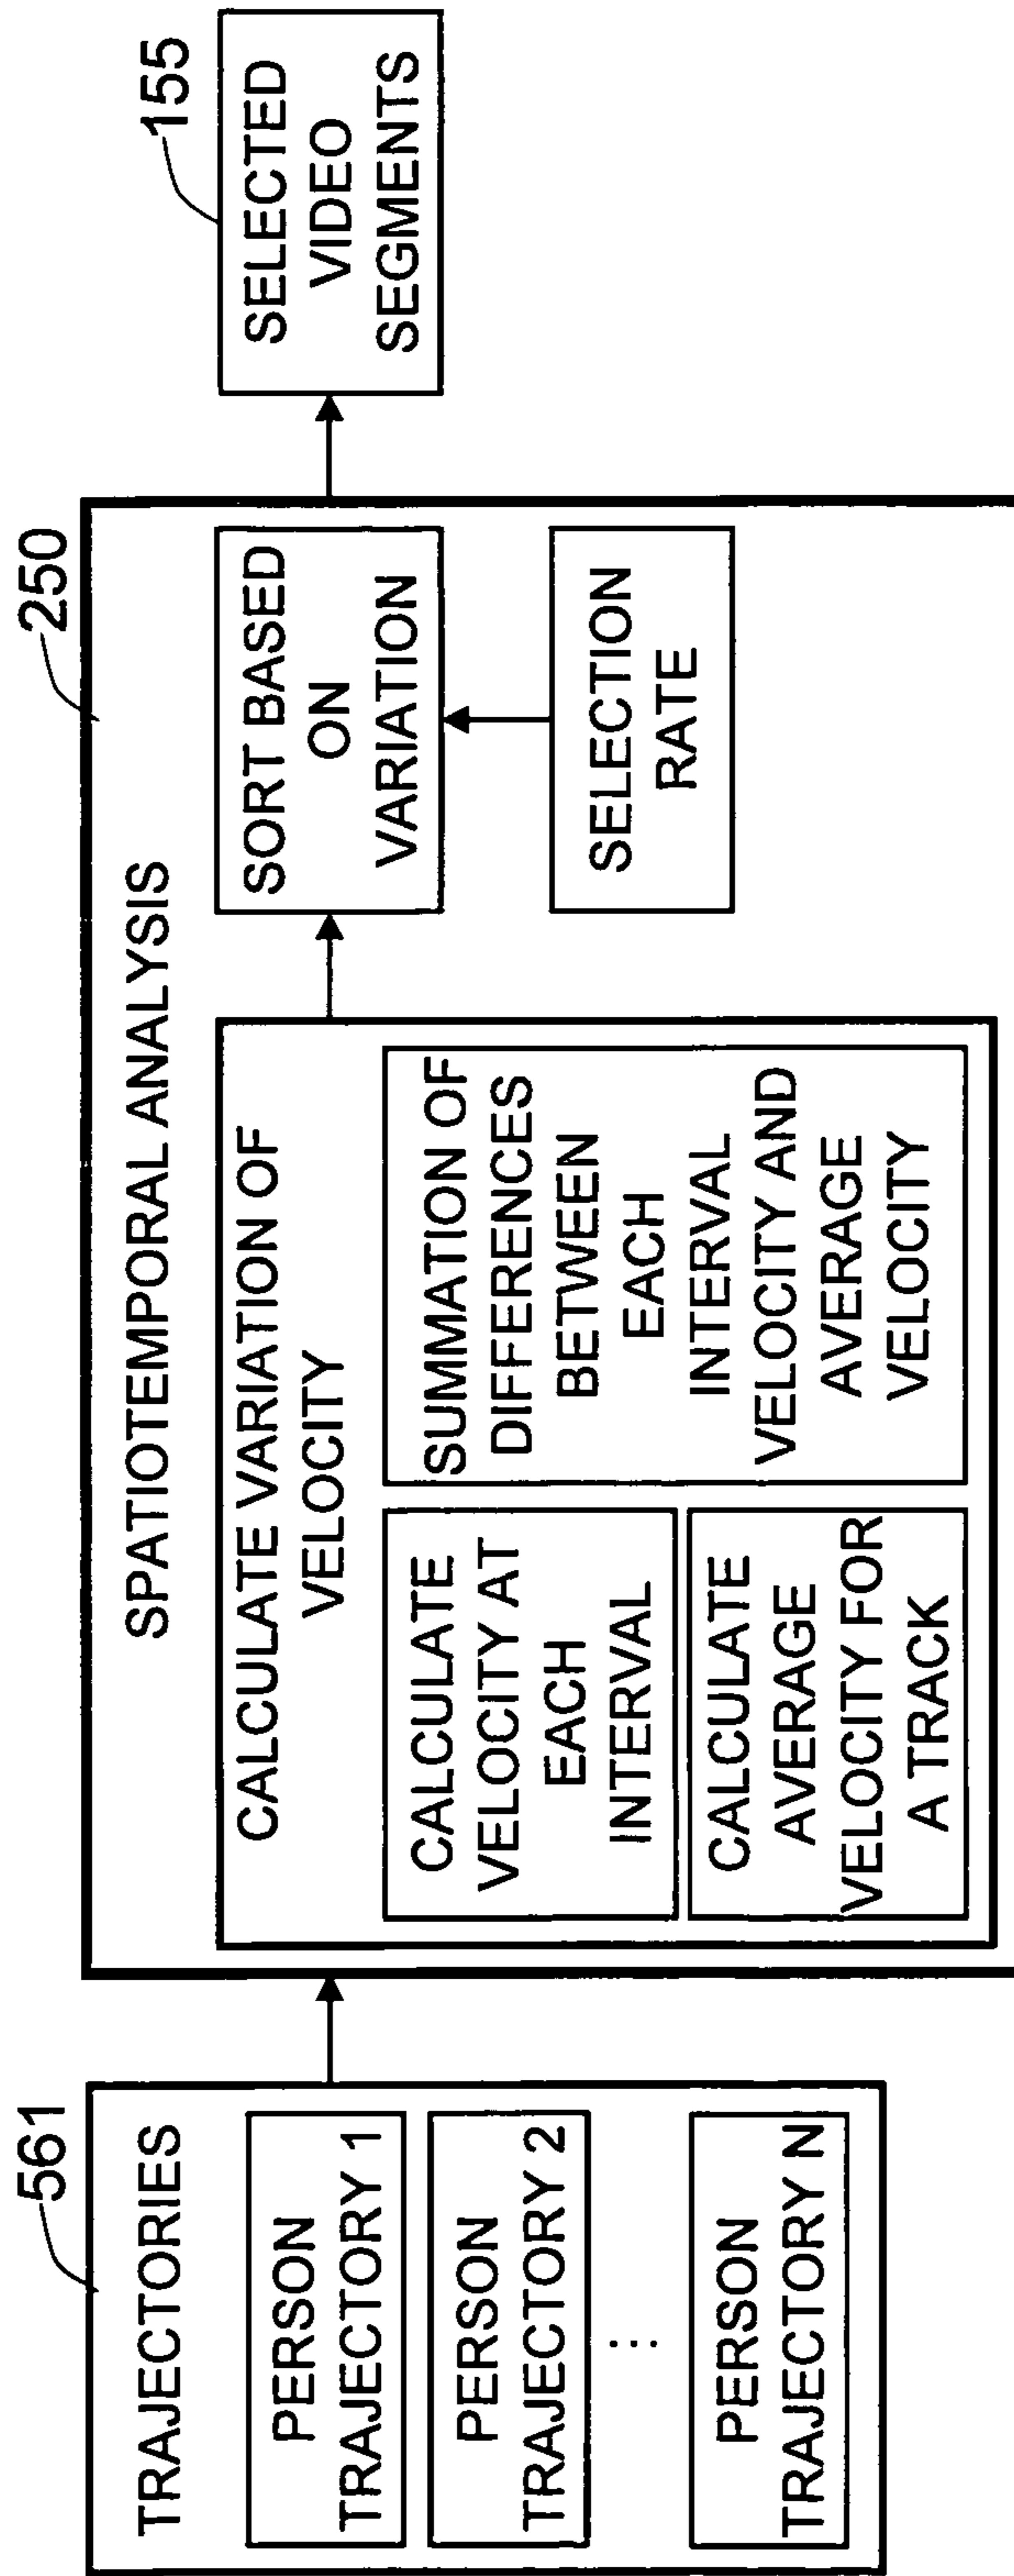 561
TRAJECTORIES
PERSON
TRAJECTORY 1
PERSON
TRAJECTORY 2
...
PERSON
TRAJECTORY N
250
SPATIOTEMPORAL ANALYSIS
CALCULATE VARIATION OF
VELOCITY
CALCULATE
VELOCITY AT
EACH
INTERVAL
CALCULATE
AVERAGE
VELOCITY FOR
A TRACK
SUMMATION OF
DIFFERENCES
BETWEEN
EACH
INTERVAL
VELOCITY AND
AVERAGE
VELOCITY
SORT BASED
ON
VARIATION
SELECTION
RATE
155
SELECTED
VIDEO
SEGMENTS